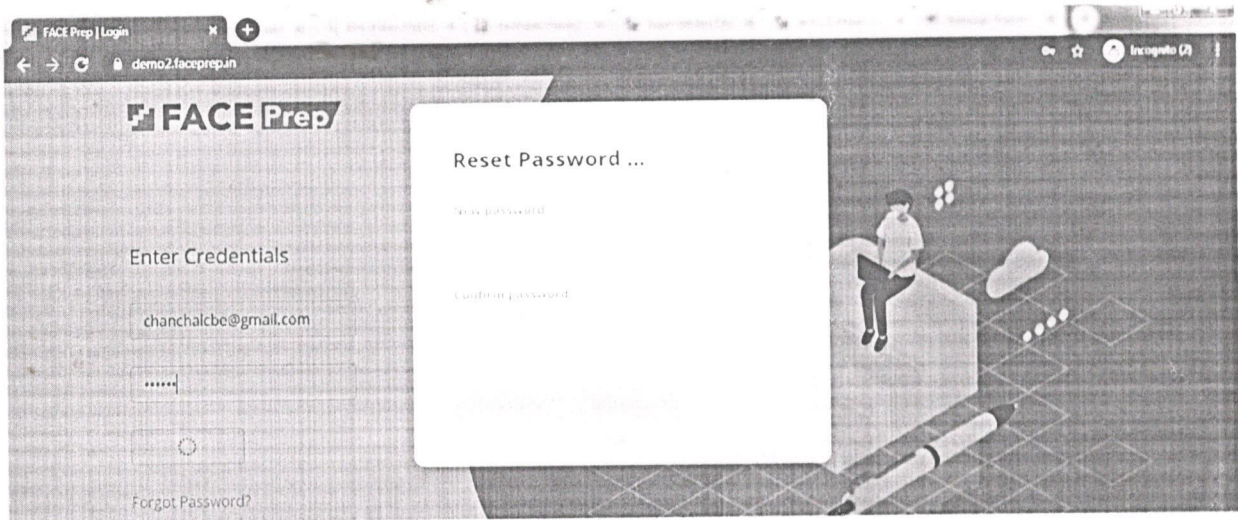 FACE Prep | Login
demo2.faceprep.in
Incognito (2)
FACE Prep
Reset Password ...
New password
Confirm password
Enter Credentials
chanchalcbe@gmail.com
••••••
Forgot Password?